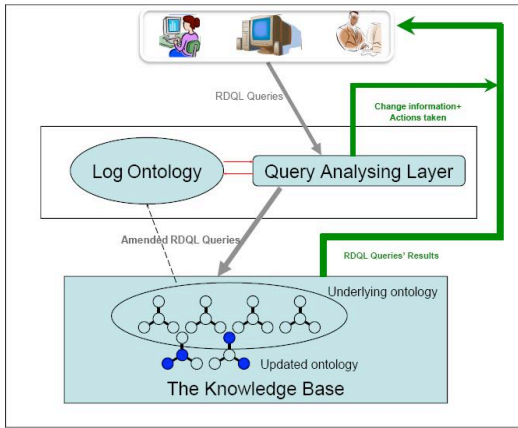 RDQL Queries
Change information+
Actions taken
Log Ontology
Query Analysing Layer
Amended RDQL Queries
RDQL Queries' Results
Underlying ontology
Updated ontology
The Knowledge Base